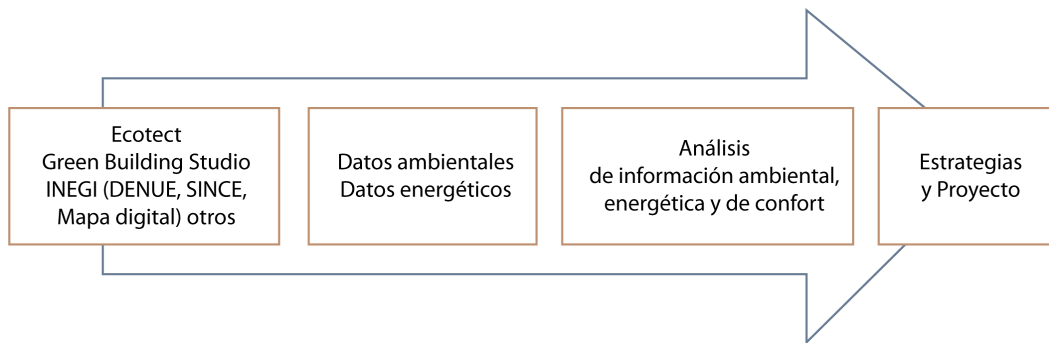 Ecotect
Green Building Studio
INEGI (DENUE, SINCE,
Mapa digital) otros
Datos ambientales
Datos energéticos
Análisis
de información ambiental,
energética y de confort
Estrategias
y Proyecto